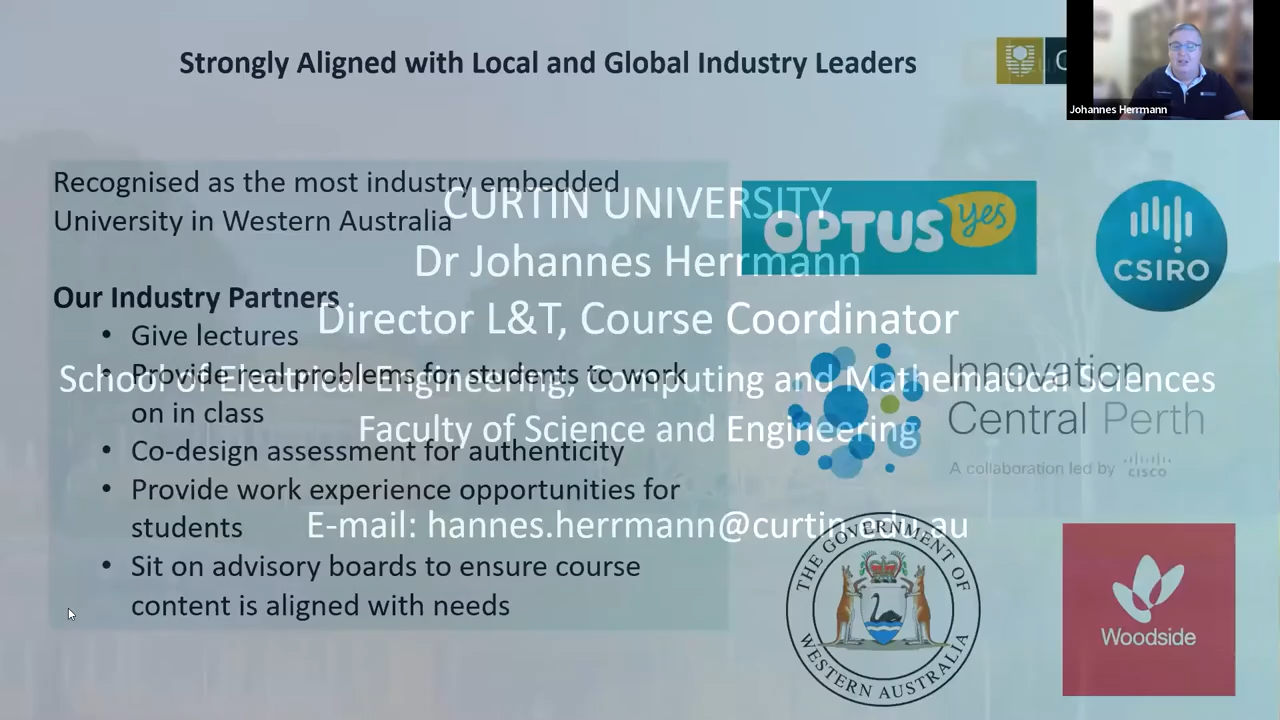 Strongly Aligned with Local and Global Industry Leaders
C
Johannes Herrmann
Recognised as the most industry embedded
University in Western Australia
Our Industry Partners
• Give lectures
• Provide real problems for students to work
on in class
• Co-design assessment for authenticity
• Provide work experience opportunities for
students
• Sit on advisory boards to ensure course
content is aligned with needs
CURTIN UNIVERSITY
Dr Johannes Herrmann
Director L&T, Course Coordinator
School of Electrical Engineering, Computing and Mathematical Sciences
Faculty of Science and Engineering
E-mail: hannes.herrmann@curtin.edu.au
OPTUS yes
CSIRO
Innovation
Central Perth
A collaboration led by CISCO
THE GOVERNMENT OF
WESTERN AUSTRALIA
Woodside